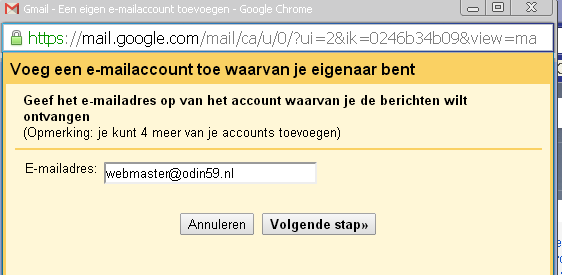 Gmail - Een eigen e-mailaccount toevoegen - Google Chrome
https://mail.google.com/mail/ca/u/0/?ui=2&ik=0246b34b09&view=ma
Voeg een e-mailaccount toe waarvan je eigenaar bent
Geef het e-mailadres op van het account waarvan je de berichten wilt
ontvangen
(Opmerking: je kunt 4 meer van je accounts toevoegen)
E-mailadres: webmaster@odin59.nl
Annuleren Volgende stap»